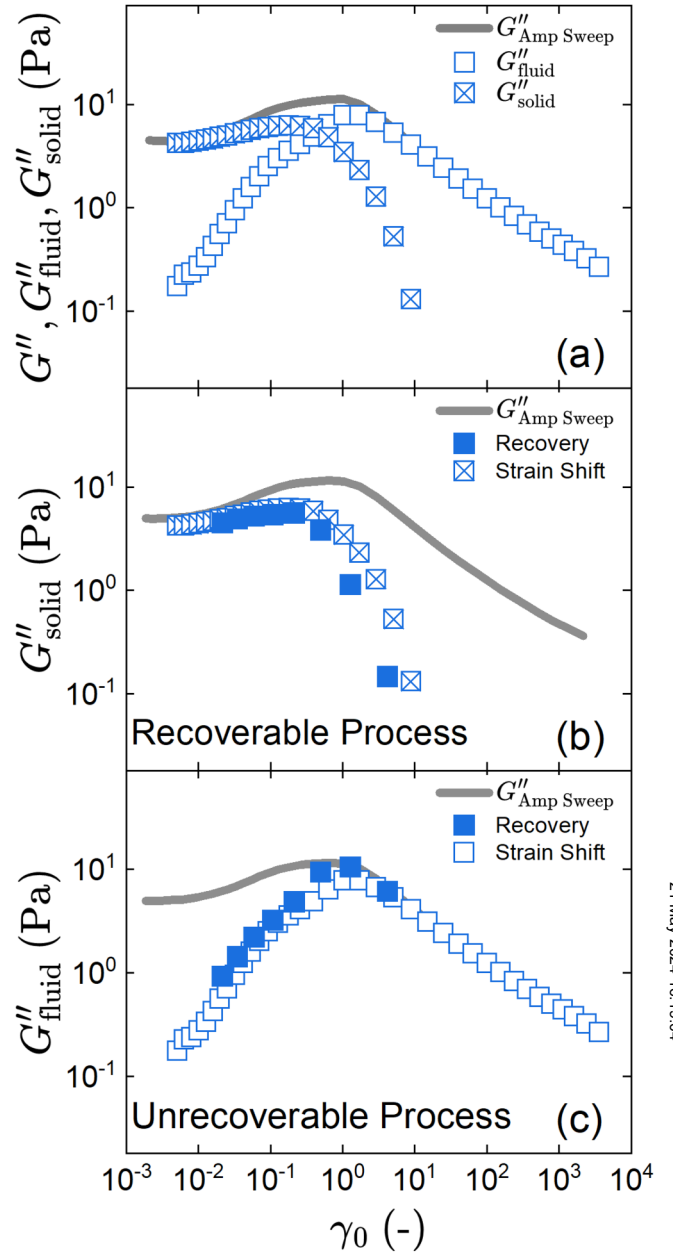 G″, G″fluid, G″solid (Pa)
10^1
10^0
10^-1
G″Amp Sweep
G″fluid
G″solid
(a)
G″solid (Pa)
10^1
10^0
10^-1
G″Amp Sweep
Recovery
Strain Shift
Recoverable Process
(b)
G″fluid (Pa)
10^1
10^0
10^-1
G″Amp Sweep
Recovery
Strain Shift
Unrecoverable Process
(c)
10^-3 10^-2 10^-1 10^0 10^1 10^2 10^3 10^4
γ0 (-)